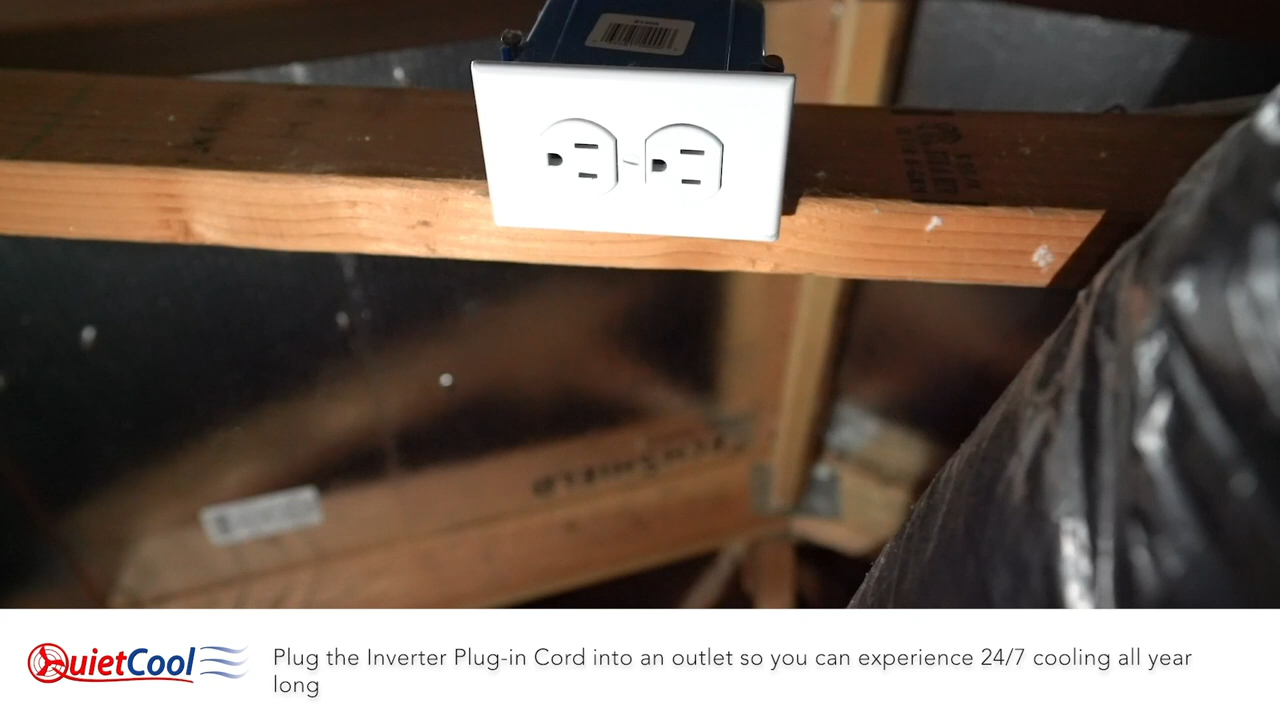 QuietCool
Plug the Inverter Plug-in Cord into an outlet so you can experience 24/7 cooling all year
long